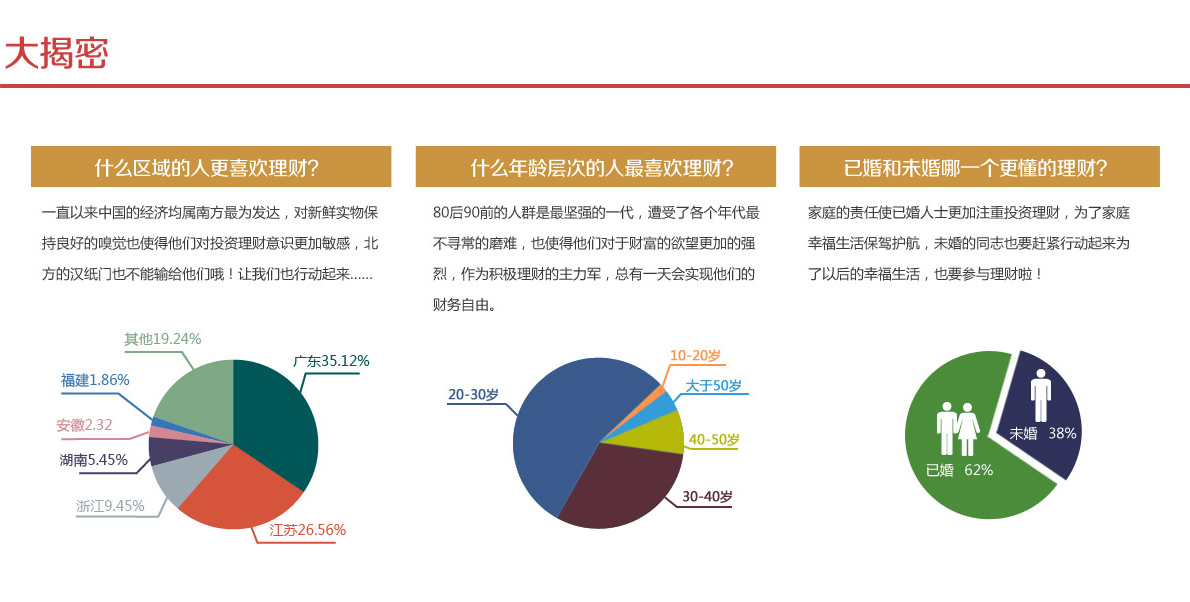 大揭密
什么区域的人更喜欢理财?
一直以来中国的经济均属南方最为发达，对新鲜实物保
持良好的嗅觉也使得他们对投资理财意识更加敏感，北
方的汉纸门也不能输给他们哦！让我们也行动起来......
其他19.24%
广东35.12%
福建1.86%
安徽2.32
湖南5.45%
浙江9.45%
江苏26.56%
什么年龄层次的人最喜欢理财?
80后90前的人群是最坚强的一代，遭受了各个年代最
不寻常的磨难，也使得他们对于财富的欲望更加的强
烈，作为积极理财的主力军，总有一天会实现他们的
财务自由。
10-20岁
大于50岁
20-30岁
40-50岁
30-40岁
已婚和未婚哪一个更懂的理财?
家庭的责任使已婚人士更加注重投资理财，为了家庭
幸福生活保驾护航，未婚的同志也要赶紧行动起来为
了以后的幸福生活，也要参与理财啦！
未婚 38%
已婚 62%